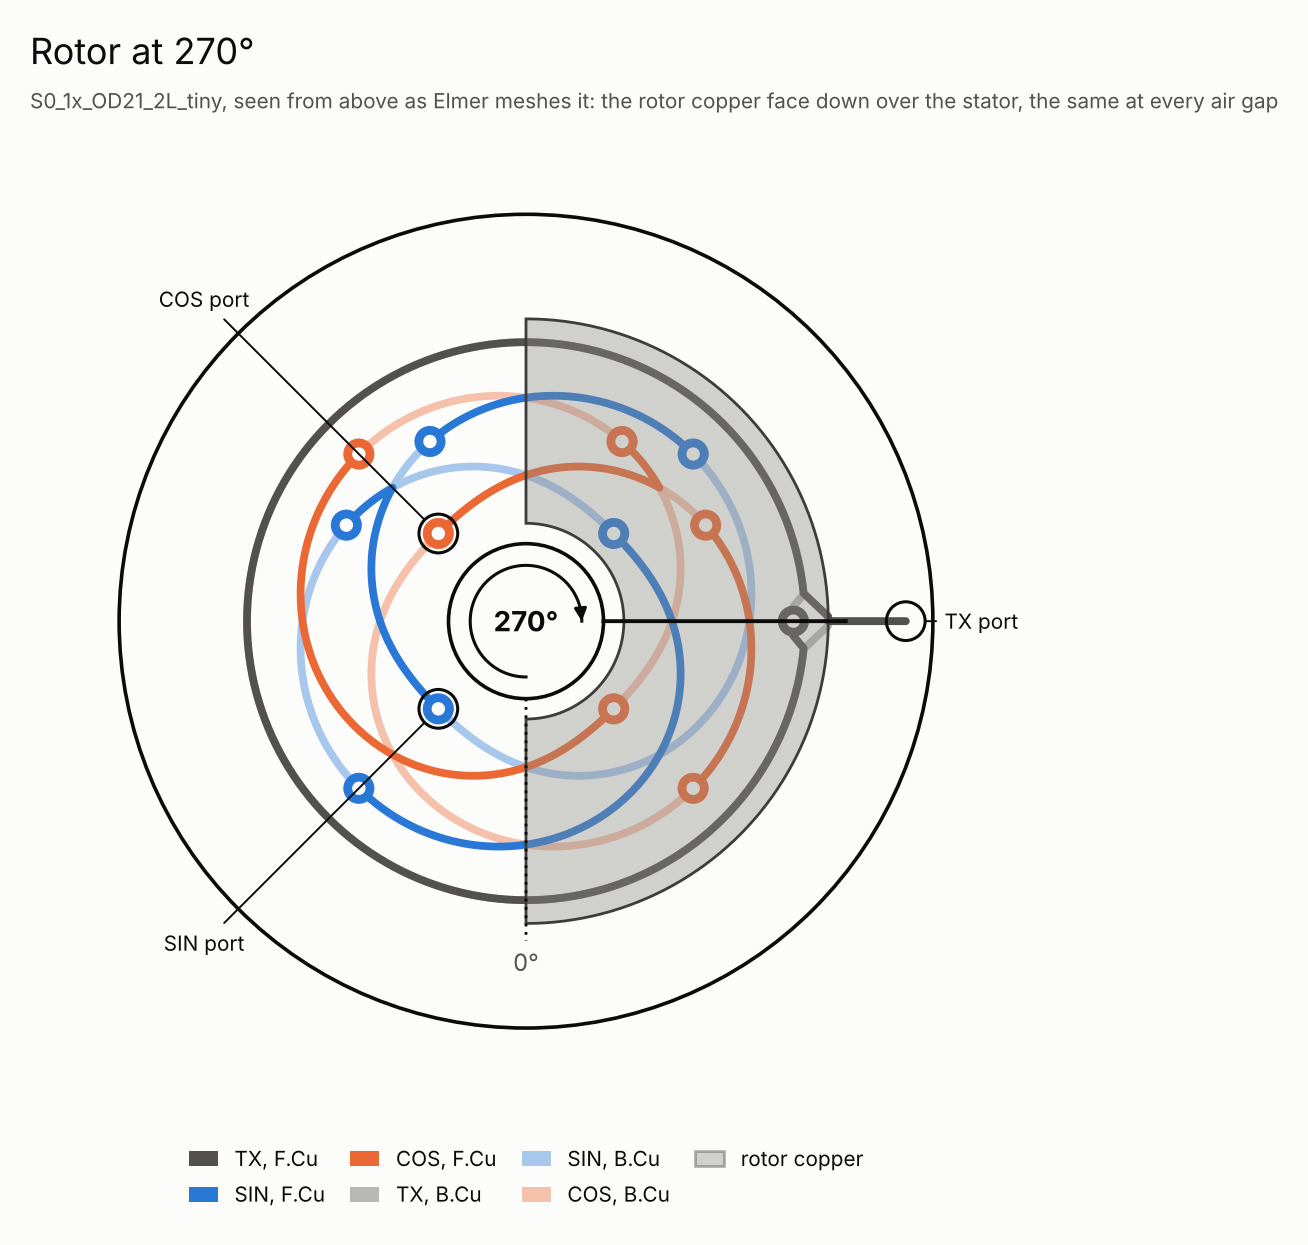 Rotor at 270°
S0_1x_OD21_2L_tiny, seen from above as Elmer meshes it: the rotor copper face down over the stator, the same at every air gap
COS port
270°
TX port
SIN port
0°
TX, F.Cu
COS, F.Cu
SIN, B.Cu
rotor copper
SIN, F.Cu
TX, B.Cu
COS, B.Cu